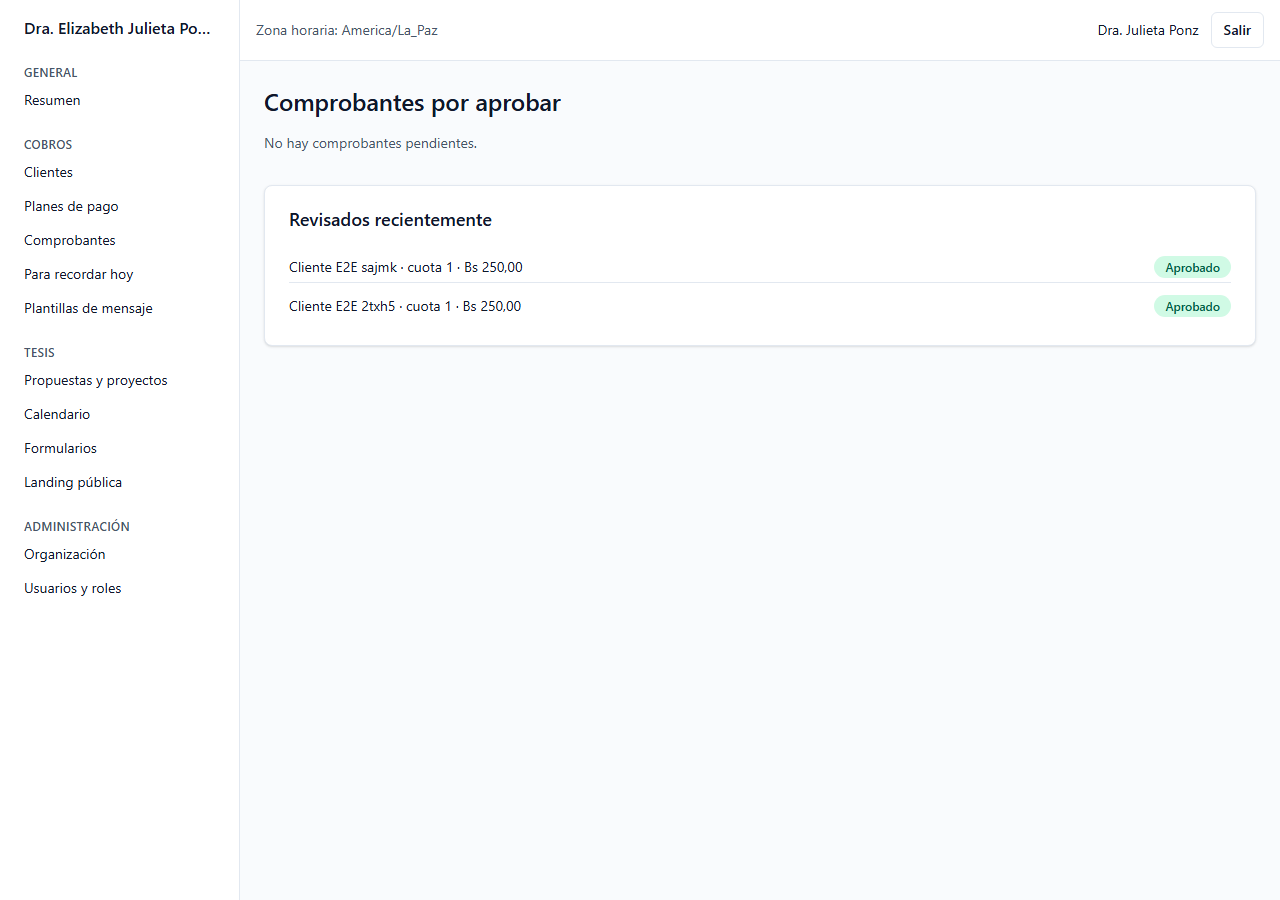 Dra. Elizabeth Julieta Po...
GENERAL
Resumen
COBROS
Clientes
Planes de pago
Comprobantes
Para recordar hoy
Plantillas de mensaje
TESIS
Propuestas y proyectos
Calendario
Formularios
Landing pública
ADMINISTRACIÓN
Organización
Usuarios y roles
Zona horaria: America/La_Paz
Dra. Julieta Ponz
Salir
Comprobantes por aprobar
No hay comprobantes pendientes.
Revisados recientemente
Cliente E2E sajmk · cuota 1 · Bs 250,00
Aprobado
Cliente E2E 2txh5 · cuota 1 · Bs 250,00
Aprobado